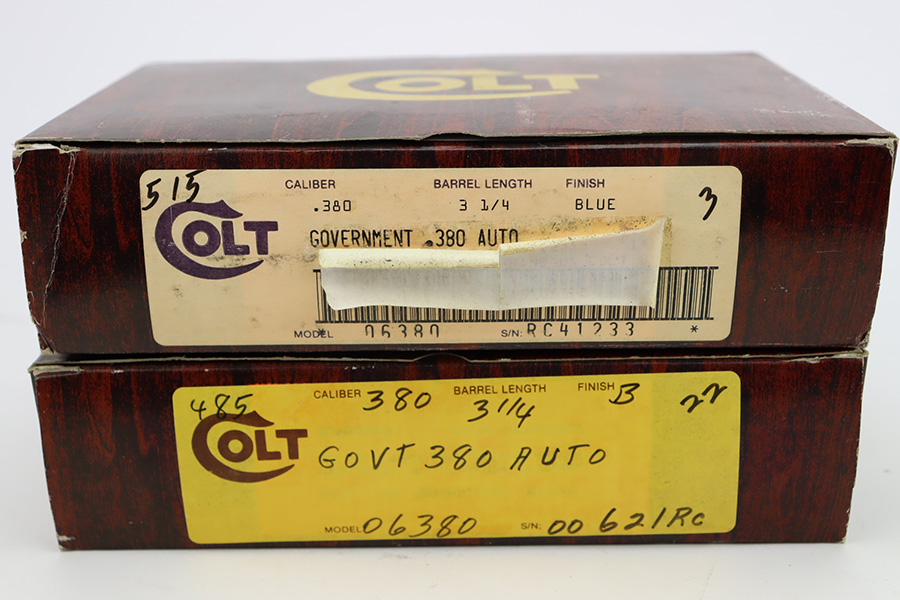 COLT
515
CALIBER BARREL LENGTH FINISH
.380 3 1/4 BLUE 3
COLT
GOVERNMENT .380 AUTO
MODEL * 06380 S/N: RC41233 *
485
CALIBER 380 BARREL LENGTH 3 1/4 FINISH B 22
COLT
GOVT 380 AUTO
MODEL 06380 S/N: 00621RC